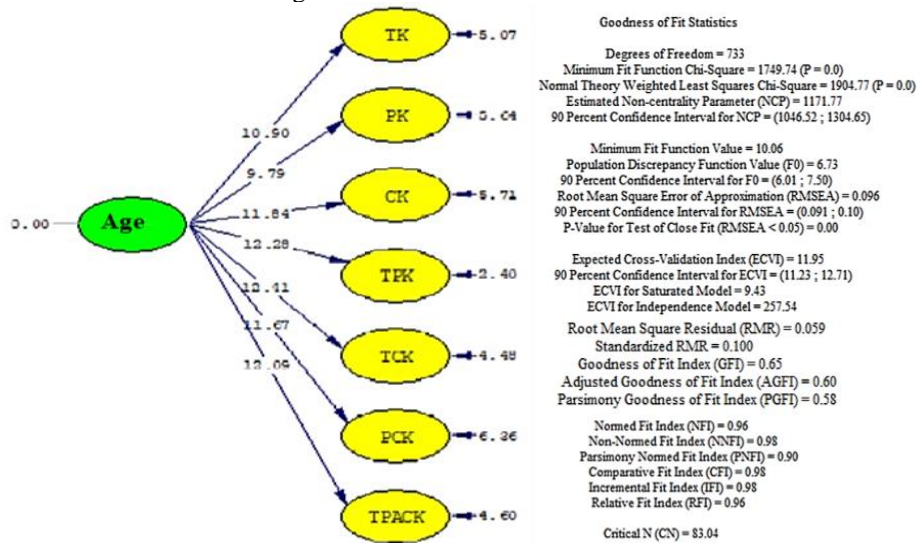 TK
5.07
PK
5.64
CK
5.71
TPK
2.40
TCK
4.48
PCK
6.36
TPACK
4.60
0.00
Age
10.90
9.79
11.84
12.28
11.67
12.09
Goodness of Fit Statistics
Degrees of Freedom = 733
Minimum Fit Function Chi-Square = 1749.74 (P = 0.0)
Normal Theory Weighted Least Squares Chi-Square = 1904.77 (P = 0.0)
Estimated Non-centrality Parameter (NCP) = 1171.77
90 Percent Confidence Interval for NCP = (1046.52 ; 1304.65)
Minimum Fit Function Value = 10.06
Population Discrepancy Function Value (F0) = 6.73
90 Percent Confidence Interval for F0 = (6.01 ; 7.50)
Root Mean Square Error of Approximation (RMSEA) = 0.096
90 Percent Confidence Interval for RMSEA = (0.091 ; 0.10)
P-Value for Test of Close Fit (RMSEA < 0.05) = 0.00
Expected Cross-Validation Index (ECVI) = 11.95
90 Percent Confidence Interval for ECVI = (11.23 ; 12.71)
ECVI for Saturated Model = 9.43
ECVI for Independence Model = 257.54
Root Mean Square Residual (RMR) = 0.059
Standardized RMR = 0.100
Goodness of Fit Index (GFI) = 0.65
Adjusted Goodness of Fit Index (AGFI) = 0.60
Parsimony Goodness of Fit Index (PGFI) = 0.58
Normed Fit Index (NFI) = 0.96
Non-Normed Fit Index (NNFI) = 0.98
Parsimony Normed Fit Index (PNFI) = 0.90
Comparative Fit Index (CFI) = 0.98
Incremental Fit Index (IFI) = 0.98
Relative Fit Index (RFI) = 0.96
Critical N (CN) = 83.04